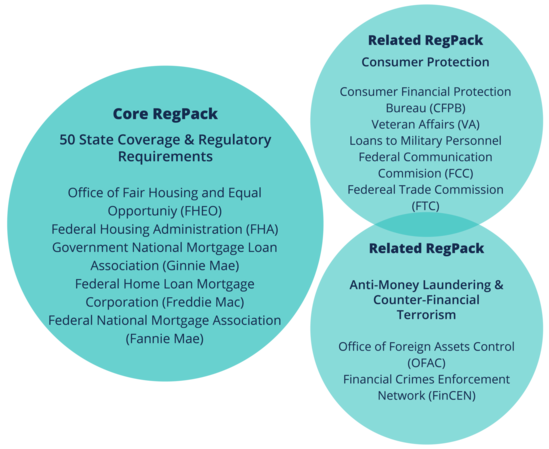 Core RegPack
50 State Coverage & Regulatory
Requirements
Office of Fair Housing and Equal
Opportuniy (FHEO)
Federal Housing Administration (FHA)
Government National Mortgage Loan
Association (Ginnie Mae)
Federal Home Loan Mortgage
Corporation (Freddie Mac)
Federal National Mortgage Association
(Fannie Mae)
Related RegPack
Consumer Protection
Consumer Financial Protection
Bureau (CFPB)
Veteran Affairs (VA)
Loans to Military Personnel
Federal Communication
Commision (FCC)
Federeal Trade Commission
(FTC)
Related RegPack
Anti-Money Laundering &
Counter-Financial
Terrorism
Office of Foreign Assets Control
(OFAC)
Financial Crimes Enforcement
Network (FinCEN)